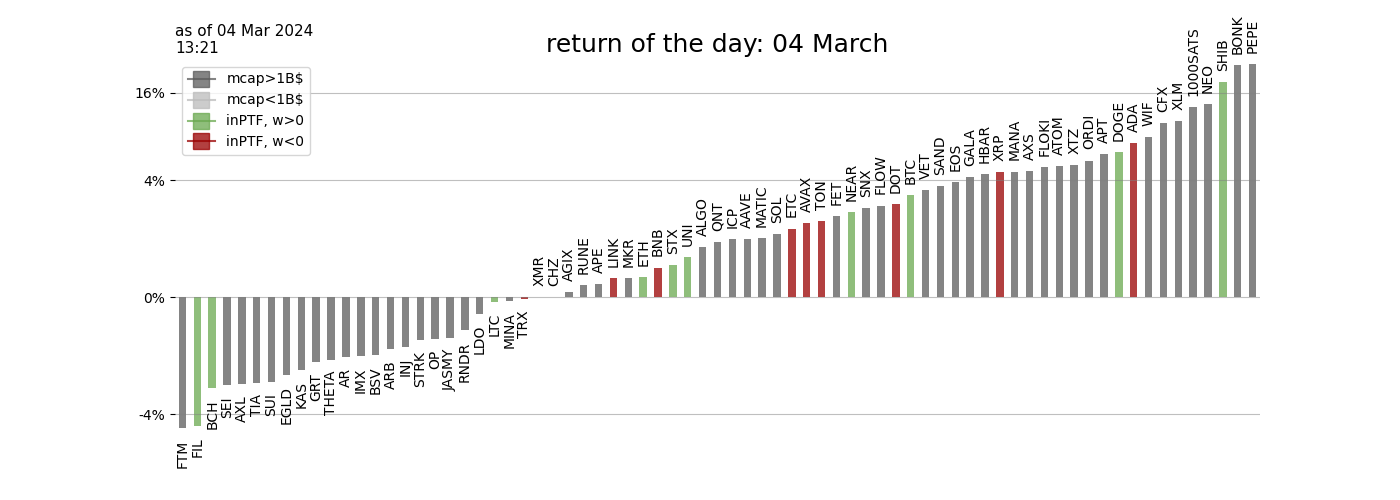 as of 04 Mar 2024
13:21
return of the day: 04 March
mcap>1B$
mcap<1B$
inPTF, w>0
inPTF, w<0
16%
4%
0%
-4%
FTM
FIL
BCH
SEI
AXL
TIA
SUI
EGLD
KAS
GRT
THETA
AR
IMX
BSV
ARB
INJ
STRK
OP
JASMY
RNDR
LDO
LTC
MINA
TRX
XMR
CHZ
AGIX
RUNE
APE
LINK
MKR
ETH
BNB
STX
UNI
ALGO
QNT
ICP
AAVE
MATIC
SOL
ETC
AVAX
TON
FET
NEAR
SNX
FLOW
DOT
BTC
VET
SAND
EOS
GALA
HBAR
XRP
MANA
AXS
FLOKI
ATOM
XTZ
ORDI
APT
DOGE
ADA
WIF
CFX
XLM
1000SATS
NEO
SHIB
BONK
PEPE